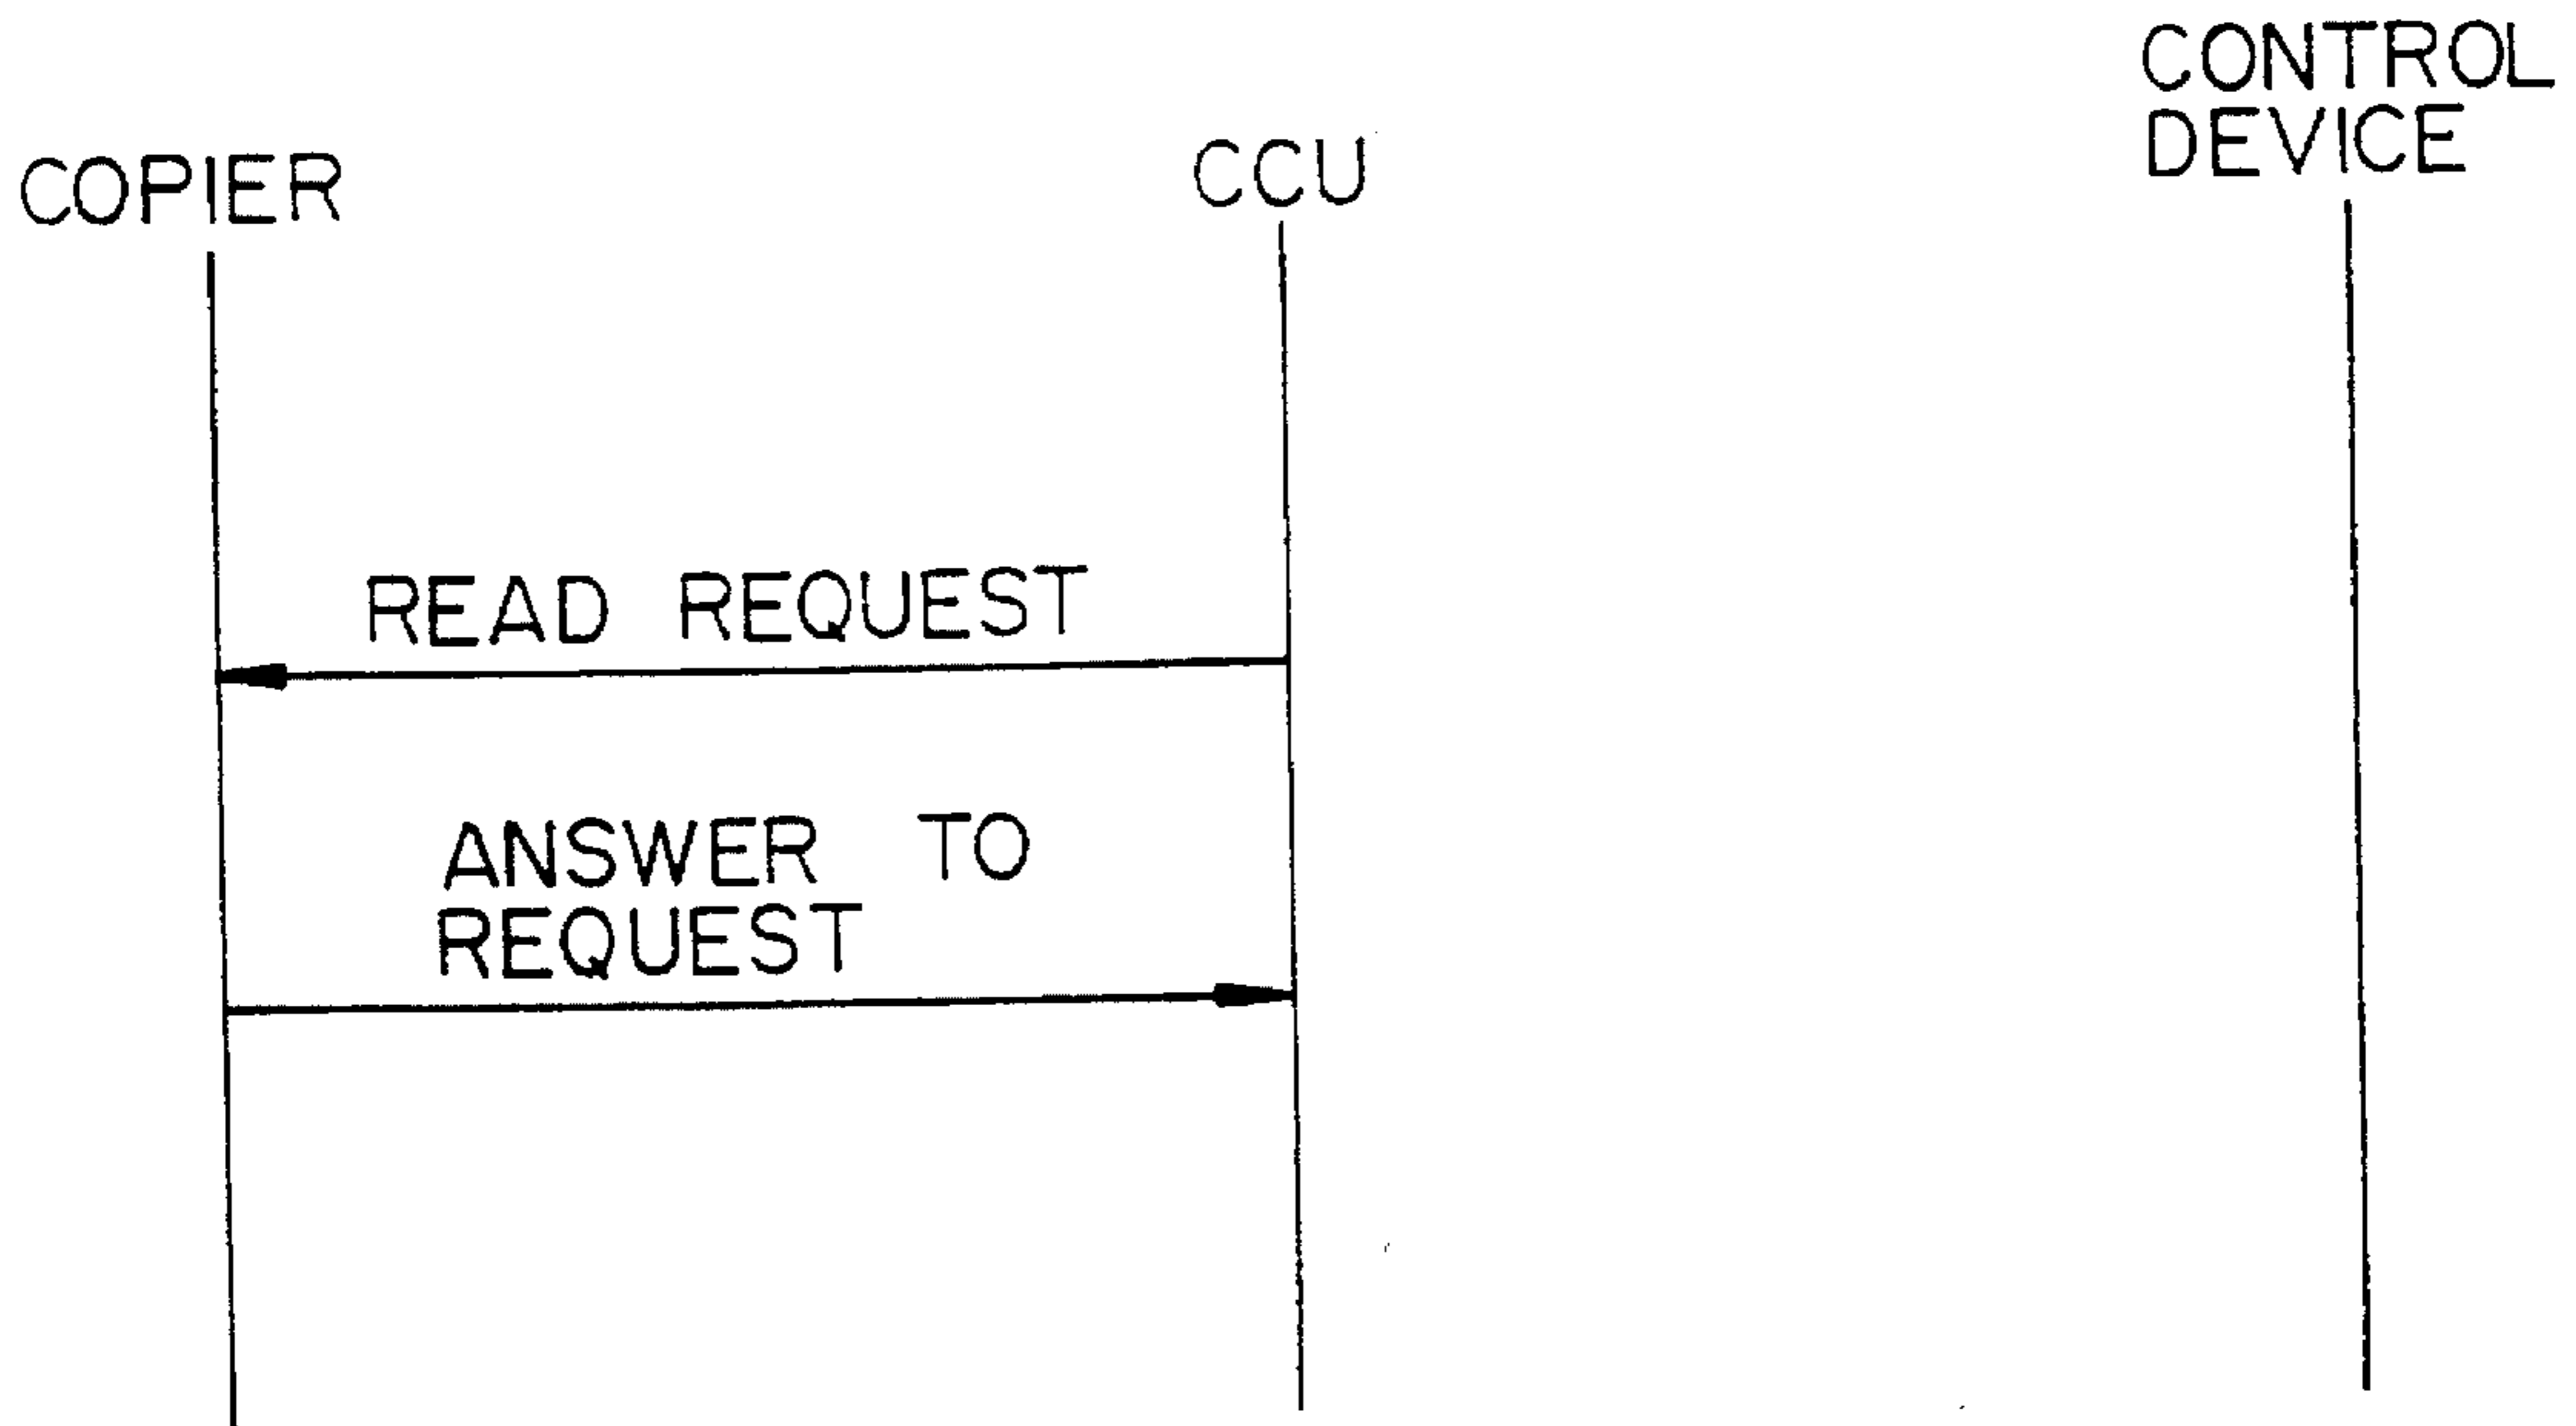 CONTROL
DEVICE
COPIER
CCU
READ REQUEST
ANSWER TO
REQUEST